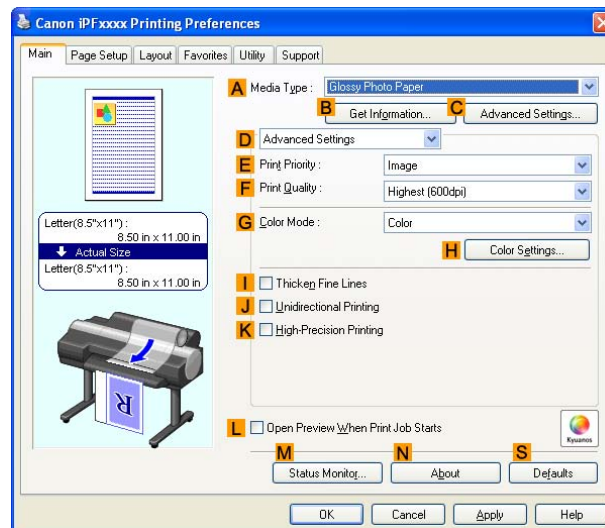 Canon iPFxxxx Printing Preferences
Main Page Setup Layout Favorites Utility Support
A Media Type : Glossy Photo Paper
B Get Information... C Advanced Settings...
D Advanced Settings
E Print Priority : Image
F Print Quality : Highest (600dpi)
G Color Mode : Color
H Color Settings...
Letter(8.5"x11") :
8.50 in x 11.00 in
Actual Size
Letter(8.5"x11") :
8.50 in x 11.00 in
R
I Thicken Fine Lines
J Unidirectional Printing
K High-Precision Printing
L Open Preview When Print Job Starts
Kyuanos
M Status Monitor... N About S Defaults
OK Cancel Apply Help